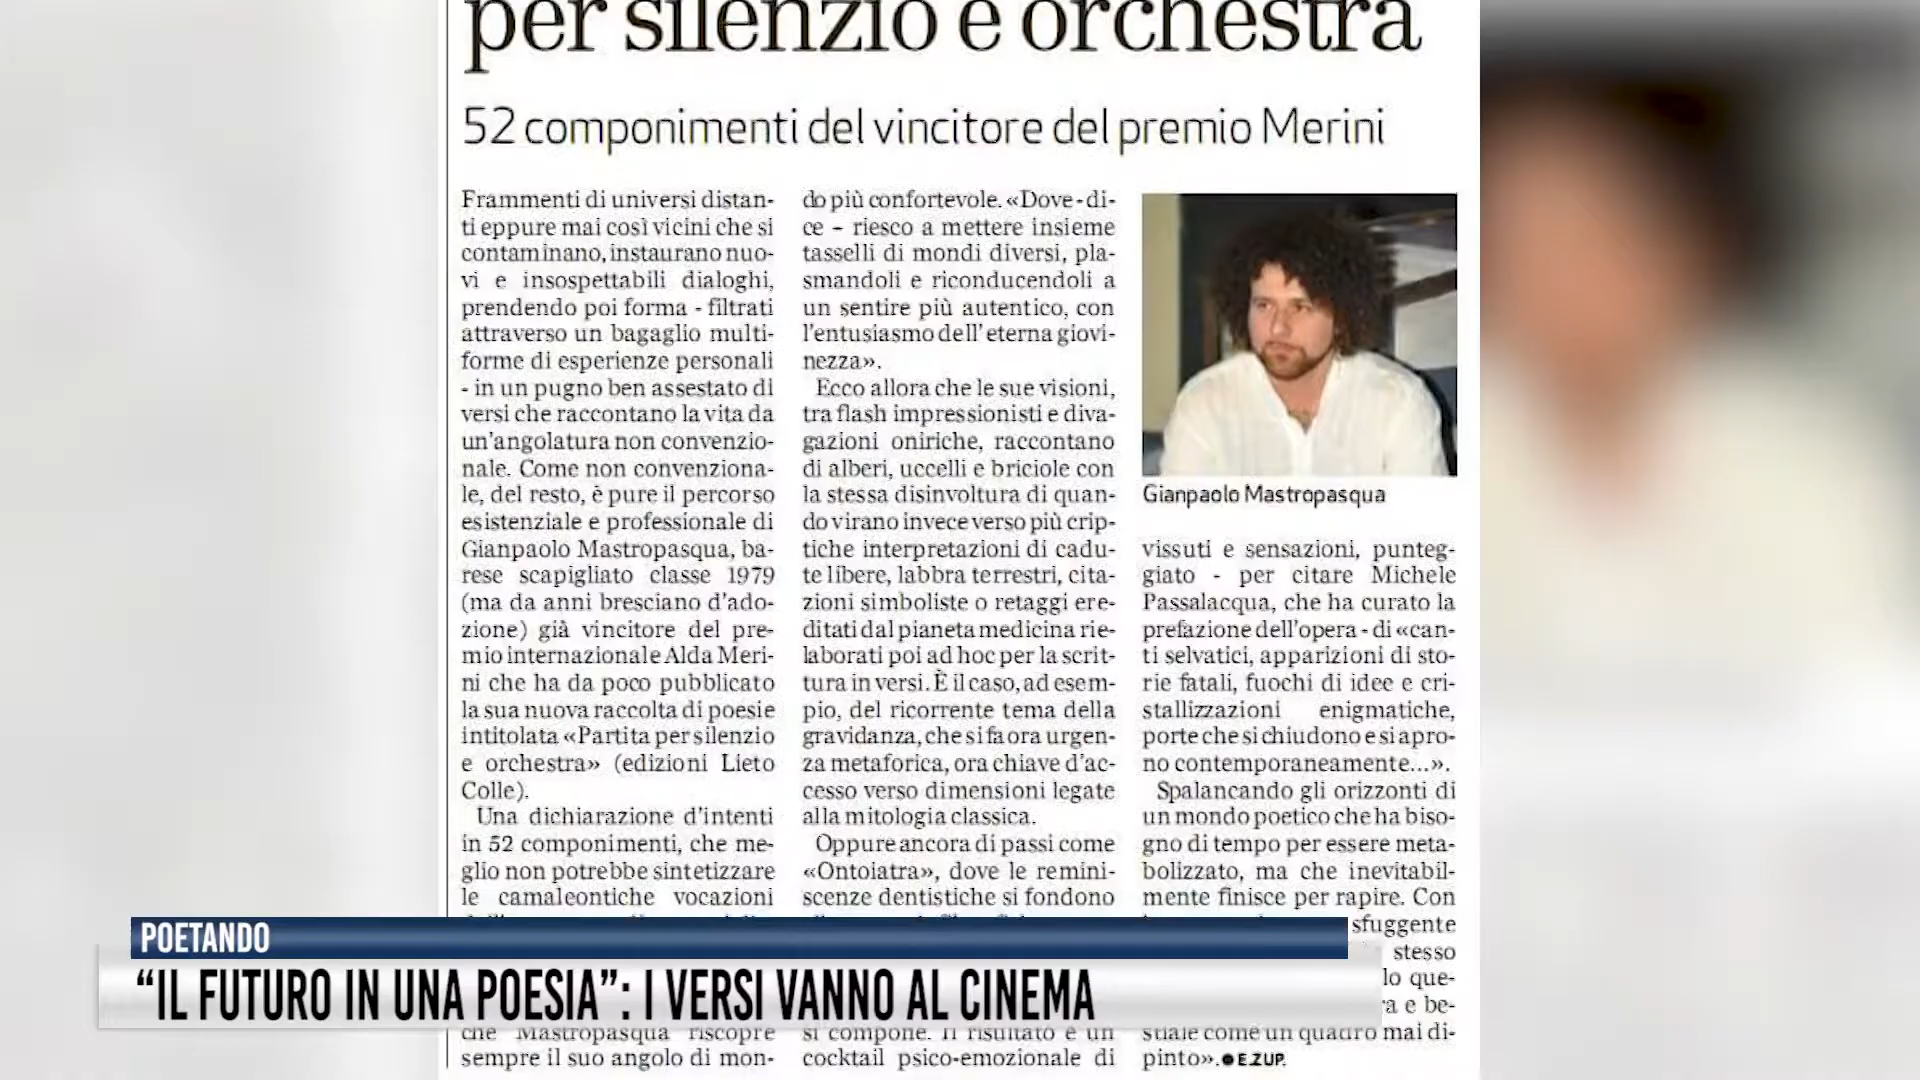 per silenzio e orchestra
52 componimenti del vincitore del premio Merini
Frammenti di universi distan-
ti eppure mai così vicini che si
contaminano, instaurano nuo-
vi e insospettabili dialoghi,
prendendo poi forma - filtrati
attraverso un bagaglio multi-
forme di esperienze personali
- in un pugno ben assestato di
versi che raccontano la vita da
un'angolatura non convenzio-
nale. Come non convenziona-
le, del resto, è pure il percorso
esistenziale e professionale di
Gianpaolo Mastropasqua, ba-
rese scapigliato classe 1979
(ma da anni bresciano d'ado-
zione) già vincitore del pre-
mio internazionale Alda Meri-
ni che ha da poco pubblicato
la sua nuova raccolta di poesie
intitolata «Partita per silenzio
e orchestra» (edizioni Lieto
Colle).
Una dichiarazione d'intenti
in 52 componimenti, che me-
glio non potrebbe sintetizzare
le camaleontiche vocazioni
che Mastropasqua riscopre
sempre il suo angolo di mon-
do più confortevole. «Dove - di-
ce - riesco a mettere insieme
tasselli di mondi diversi, pla-
smandoli e riconducendoli a
un sentire più autentico, con
l'entusiasmo dell'eterna giovi-
nezza».
Ecco allora che le sue visioni,
tra flash impressionisti e diva-
gazioni oniriche, raccontano
di alberi, uccelli e briciole con
la stessa disinvoltura di quan-
do virano invece verso più crip-
tiche interpretazioni di cadu-
te libere, labbra terrestri, cita-
zioni simboliste o retaggi ere-
ditati dal pianeta medicina rie-
laborati poi ad hoc per la scrit-
tura in versi. È il caso, ad esem-
pio, del ricorrente tema della
gravidanza, che si fa ora urgen-
za metaforica, ora chiave d'ac-
cesso verso dimensioni legate
alla mitologia classica.
Oppure ancora di passi come
«Ontoiatra», dove le remini-
scenze dentistiche si fondono
si compone. Il risultato è un
cocktail psico-emozionale di
Gianpaolo Mastropasqua
vissuti e sensazioni, punteg-
giato - per citare Michele
Passalacqua, che ha curato la
prefazione dell'opera - di «can-
ti selvatici, apparizioni di sto-
rie fatali, fuochi di idee e cri-
stallizzazioni enigmatiche,
porte che si chiudono e si apro-
no contemporaneamente...».
Spalancando gli orizzonti di
un mondo poetico che ha biso-
gno di tempo per essere meta-
bolizzato, ma che inevitabil-
mente finisce per rapire. Con
sfuggente
stesso
lo que-
ra e be-
stiale come un quadro mai di-
pinto». ● E.ZUP.
POETANDO
“IL FUTURO IN UNA POESIA”: I VERSI VANNO AL CINEMA